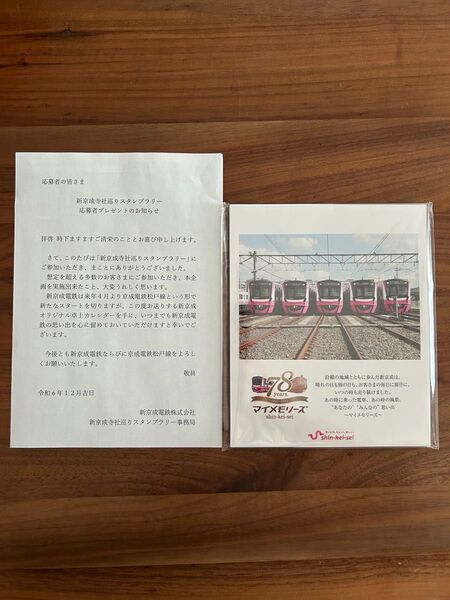 応募者の皆さま
新京成寺社巡りスタンプラリー
応募者プレゼントのお知らせ
拝啓 時下ますますご清栄のこととお喜び申し上げます。
さて、このたびは「新京成寺社巡りスタンプラリー」に
ご参加いただき、まことにありがとうございました。
想定を超える多数のお客さまにご参加いただき、本企
画を実施出来たこと、大変うれしく思います。
新京成電鉄は来年4月より京成電鉄松戸線という形で
新たなスタートを切りますが、この度お送りする新京成
オリジナル卓上カレンダーを手に、いつまでも新京成電
鉄の思い出を心に留めておいていただけますと幸いでご
ざいます。
今後とも新京成電鉄ならびに京成電鉄松戸線をよろし
くお願いいたします。
敬具
令和6年12月吉日
新京成電鉄株式会社
新京成寺社巡りスタンプラリー事務局
78
years
マイメモリーズ
shin-kei-sei
沿線の地域とともに歩んだ新京成は、
晴れの日も雨の日も、お客さまの毎日に寄り添い、
いつの時も走り続けました。
あの時に乗った電車、あの時の風景。
"あなたの" "みんなの" 思い出
～マイメモリーズ～
shin-kei-sei